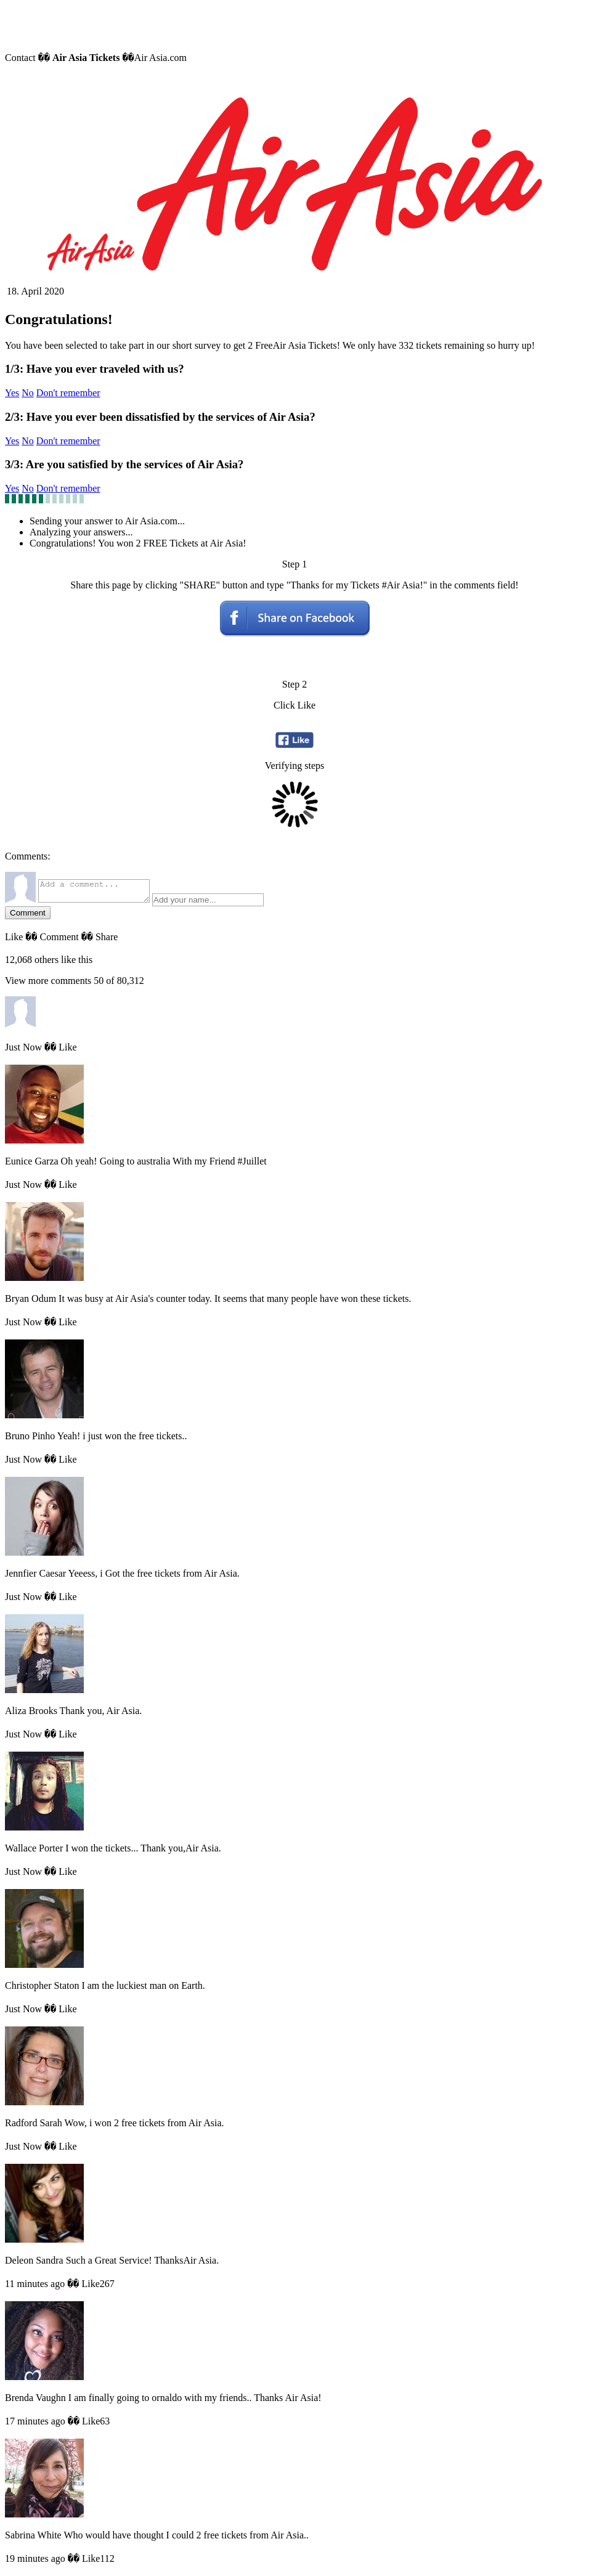 Contact �� Air Asia Tickets ��Air Asia.com
AirAsia AirAsia
18. April 2020
Congratulations!
You have been selected to take part in our short survey to get 2 FreeAir Asia Tickets! We only have 332 tickets remaining so hurry up!
1/3: Have you ever traveled with us?
Yes No Don't remember
2/3: Have you ever been dissatisfied by the services of Air Asia?
Yes No Don't remember
3/3: Are you satisfied by the services of Air Asia?
Yes No Don't remember
• Sending your answer to Air Asia.com...
• Analyzing your answers...
• Congratulations! You won 2 FREE Tickets at Air Asia!
Step 1
Share this page by clicking "SHARE" button and type "Thanks for my Tickets #Air Asia!" in the comments field!
f Share on Facebook
Step 2
Click Like
f Like
Verifying steps
Comments:
Add a comment... Add your name...
Comment
Like �� Comment �� Share
12,068 others like this
View more comments 50 of 80,312
Just Now �� Like
Eunice Garza Oh yeah! Going to australia With my Friend #Juillet
Just Now �� Like
Bryan Odum It was busy at Air Asia's counter today. It seems that many people have won these tickets.
Just Now �� Like
Bruno Pinho Yeah! i just won the free tickets..
Just Now �� Like
Jennfier Caesar Yeeess, i Got the free tickets from Air Asia.
Just Now �� Like
Aliza Brooks Thank you, Air Asia.
Just Now �� Like
Wallace Porter I won the tickets... Thank you,Air Asia.
Just Now �� Like
Christopher Staton I am the luckiest man on Earth.
Just Now �� Like
Radford Sarah Wow, i won 2 free tickets from Air Asia.
Just Now �� Like
Deleon Sandra Such a Great Service! ThanksAir Asia.
11 minutes ago �� Like267
Brenda Vaughn I am finally going to ornaldo with my friends.. Thanks Air Asia!
17 minutes ago �� Like63
Sabrina White Who would have thought I could 2 free tickets from Air Asia..
19 minutes ago �� Like112